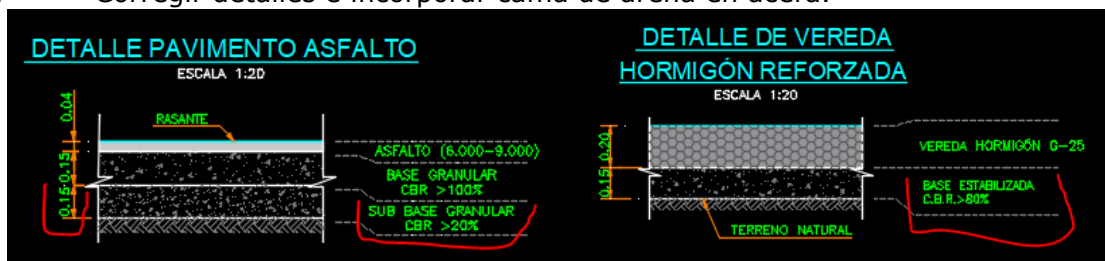 Corregir detalles e incorporar cama de arena en acera.
DETALLE PAVIMENTO ASFALTO
ESCALA 1:20
0.04
0.15
0.15
RASANTE
ASFALTO (6.000-9.000)
BASE GRANULAR
CBR >100%
SUB BASE GRANULAR
CBR >20%
DETALLE DE VEREDA
HORMIGÓN REFORZADA
ESCALA 1:20
0.20
0.15
VEREDA HORMIGÓN G-25
BASE ESTABILIZADA
C.B.R.>80%
TERRENO NATURAL